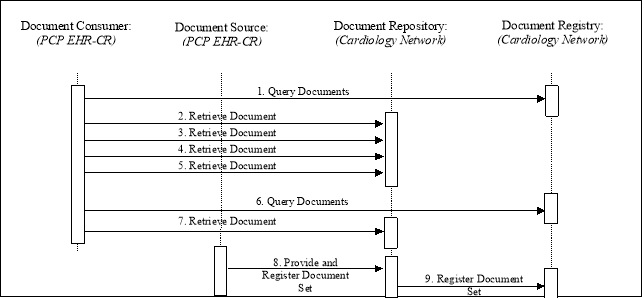 Document Consumer: Document Source: Document Repository: Document Registry:
(PCP EHR-CR) (PCP EHR-CR) (Cardiology Network) (Cardiology Network)
1. Query Documents
2. Retrieve Document
3. Retrieve Document
4. Retrieve Document
5. Retrieve Document
6. Query Documents
7. Retrieve Document
8. Provide and
Register Document
Set
9. Register Document
Set